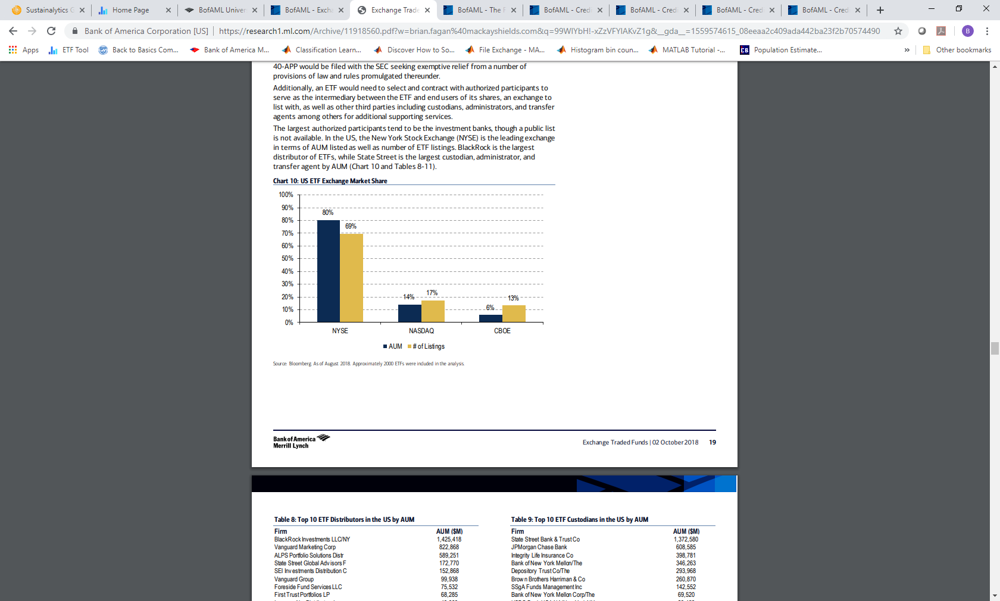 Sustainalytics
Home Page
BofAML Univer
BofAML - Excha
Exchange Trade
BofAML - The
BofAML - Cred
BofAML - Cred
BofAML - Cred
BofAML - Cred
Bank of America Corporation [US] | https://research1.ml.com/Archive/11918560.pdf?w=brian.fagan%40mackayshields.com&q=99WlYbH!-xZzVFYlAKvZ1g&__gda__=1559574615_08eeaa2c409ada442ba23f2b70574490
B
Apps
ETF Tool
Back to Basics Com...
Bank of America M...
Classification Learn...
Discover How to So...
File Exchange - MA...
Histogram bin coun...
MATLAB Tutorial -...
CB Population Estimate...
»
Other bookmarks
40-APP would be filed with the SEC seeking exemptive relief from a number of
provisions of law and rules promulgated thereunder.
Additionally, an ETF would need to select and contract with authorized participants to
serve as the intermediary between the ETF and end users of its shares, an exchange to
list with, as well as other third parties including custodians, administrators, and transfer
agents among others for additional supporting services.
The largest authorized participants tend to be the investment banks, though a public list
is not available. In the US, the New York Stock Exchange (NYSE) is the leading exchange
in terms of AUM listed as well as number of ETF listings. BlackRock is the largest
distributor of ETFs, while State Street is the largest custodian, administrator, and
transfer agent by AUM (Chart 10 and Tables 8-11).
Chart 10: US ETF Exchange Market Share
100%
90%
80%
70%
60%
50%
40%
30%
20%
10%
0%
80%
69%
14%
17%
6%
13%
NYSE
NASDAQ
CBOE
AUM
# of Listings
Source: Bloomberg. As of August 2018. Approximately 2000 ETFs were included in the analysis.
Bank of America
Merrill Lynch
Exchange Traded Funds | 02 October 2018 19
Table 8: Top 10 ETF Distributors in the US by AUM
Firm AUM ($M)
BlackRock Investments LLC/NY 1,425,418
Vanguard Marketing Corp 822,868
ALPS Portfolio Solutions Distr 589,251
State Street Global Advisors F 172,770
SEI Investments Distribution C 152,868
Vanguard Group 99,938
Foreside Fund Services LLC 75,532
First Trust Portfolios LP 68,285
Table 9: Top 10 ETF Custodians in the US by AUM
Firm AUM ($M)
State Street Bank & Trust Co 1,372,580
JPMorgan Chase Bank 608,585
Integrity Life Insurance Co 398,781
Bank of New York Mellon/The 346,263
Depository Trust Co/The 293,968
Brown Brothers Harriman & Co 260,870
SSgA Funds Management Inc 142,552
Bank of New York Mellon Corp/The 69,520